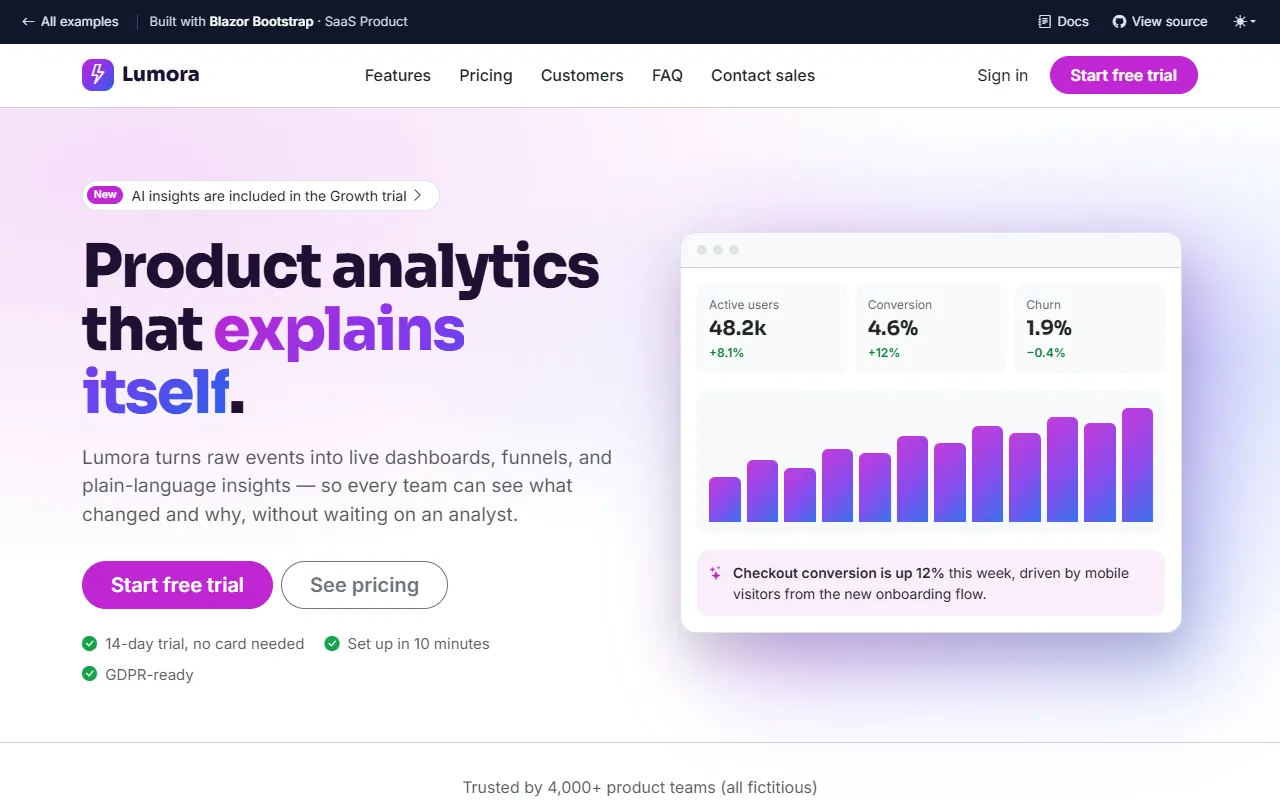 All examples
Built with Blazor Bootstrap · SaaS Product
Docs
View source
Lumora
Features
Pricing
Customers
FAQ
Contact sales
Sign in
Start free trial
New AI insights are included in the Growth trial
Product analytics
that explains
itself.
Lumora turns raw events into live dashboards, funnels, and
plain-language insights — so every team can see what
changed and why, without waiting on an analyst.
Start free trial
See pricing
14-day trial, no card needed
Set up in 10 minutes
GDPR-ready
Active users
48.2k
+8.1%
Conversion
4.6%
+12%
Churn
1.9%
−0.4%
Checkout conversion is up 12% this week, driven by mobile
visitors from the new onboarding flow.
Trusted by 4,000+ product teams (all fictitious)